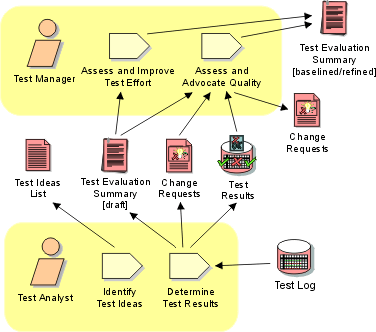 Test Manager
Assess and Improve
Test Effort
Assess and
Advocate Quality
Test Evaluation
Summary
[baselined/refined]
Change
Requests
Test Ideas
List
Test Evaluation
Summary
[draft]
Change
Requests
Test
Results
Test Analyst
Identify
Test Ideas
Determine
Test Results
Test Log